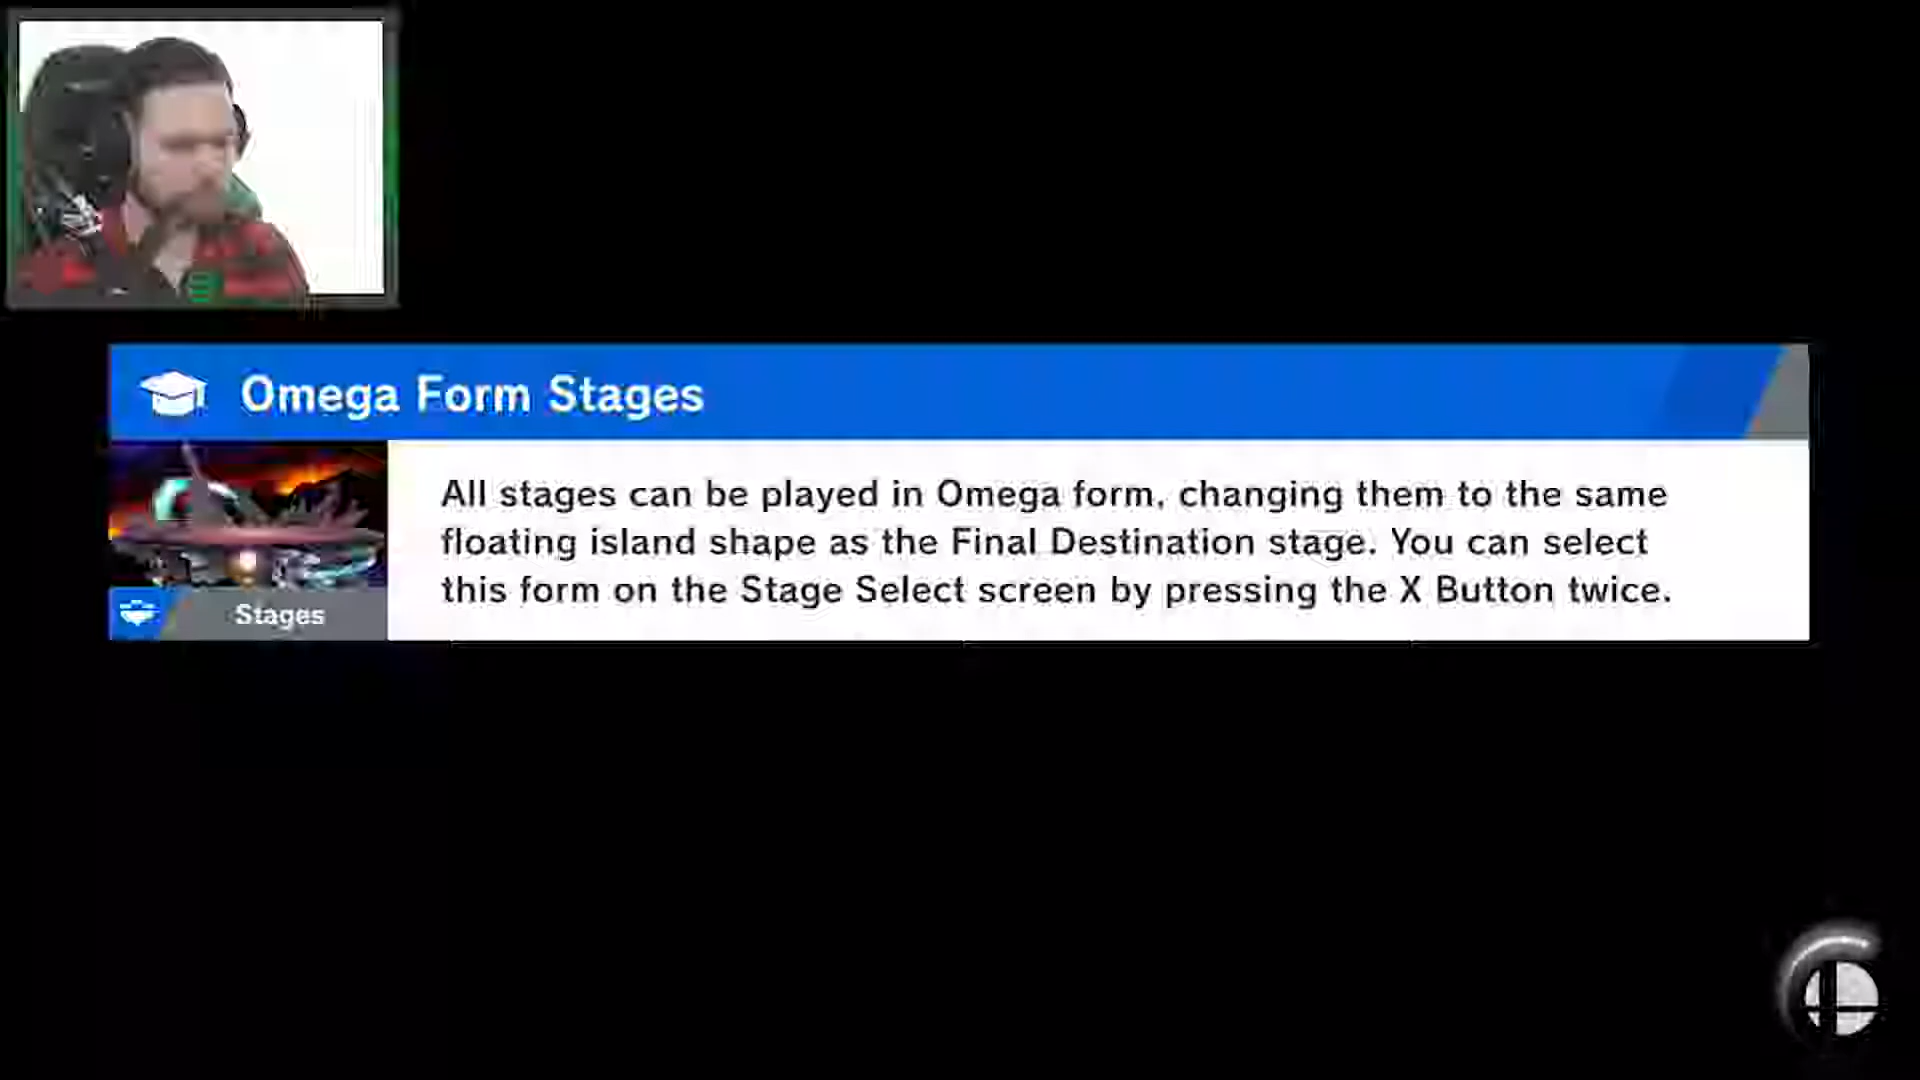 Omega Form Stages
All stages can be played in Omega form, changing them to the same
floating island shape as the Final Destination stage. You can select
this form on the Stage Select screen by pressing the X Button twice.
Stages